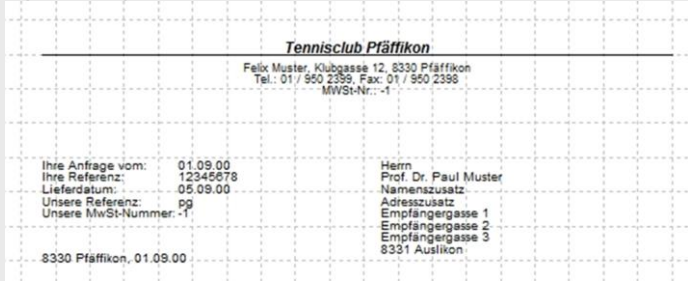 Tennisclub Pfäffikon
Felix Muster, Klubgasse 12, 8330 Pfäffikon
Tel.: 01 / 950 2399, Fax: 01 / 950 2398
MWSt-Nr.: -1
Ihre Anfrage vom: 01.09.00
Ihre Referenz: 12345678
Lieferdatum: 05.09.00
Unsere Referenz: pg
Unsere MwSt-Nummer: -1
Herrn
Prof. Dr. Paul Muster
Namenszusatz
Adresszusatz
Empfängergasse 1
Empfängergasse 2
Empfängergasse 3
8331 Auslikon
8330 Pfäffikon, 01.09.00